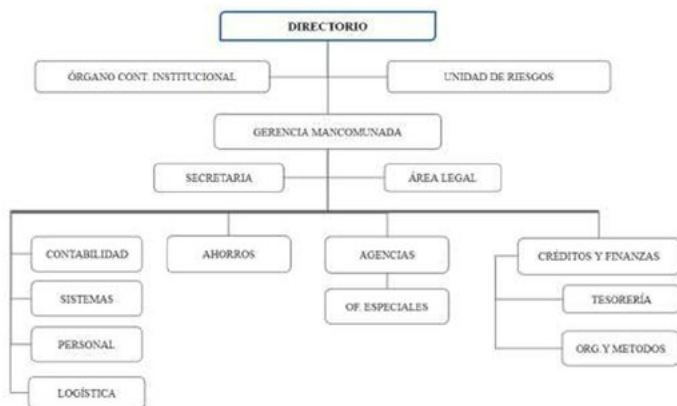 DIRECTORIO
ÓRGANO CONT. INSTITUCIONAL
UNIDAD DE RIESGOS
GERENCIA MANCOMUNADA
SECRETARIA
ÁREA LEGAL
CONTABILIDAD
AHORROS
AGENCIAS
CRÉDITOS Y FINANZAS
SISTEMAS
OF. ESPECIALES
TESORERÍA
PERSONAL
ORG.Y METODOS
LOGÍSTICA